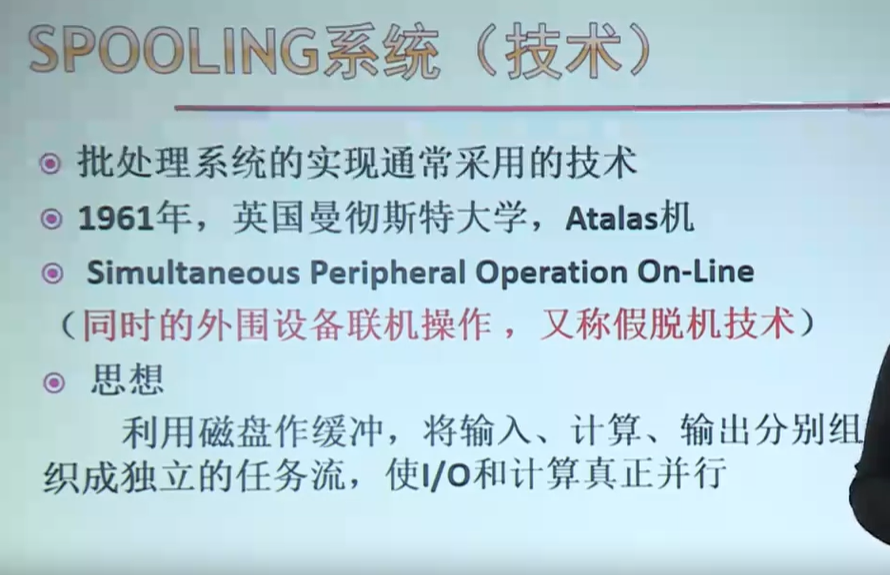 SPOOLING系统（技术）
批处理系统的实现通常采用的技术
1961年，英国曼彻斯特大学，Atalas机
Simultaneous Peripheral Operation On-Line
（同时的外围设备联机操作，又称假脱机技术）
思想
利用磁盘作缓冲，将输入、计算、输出分别组
织成独立的任务流，使I/O和计算真正并行